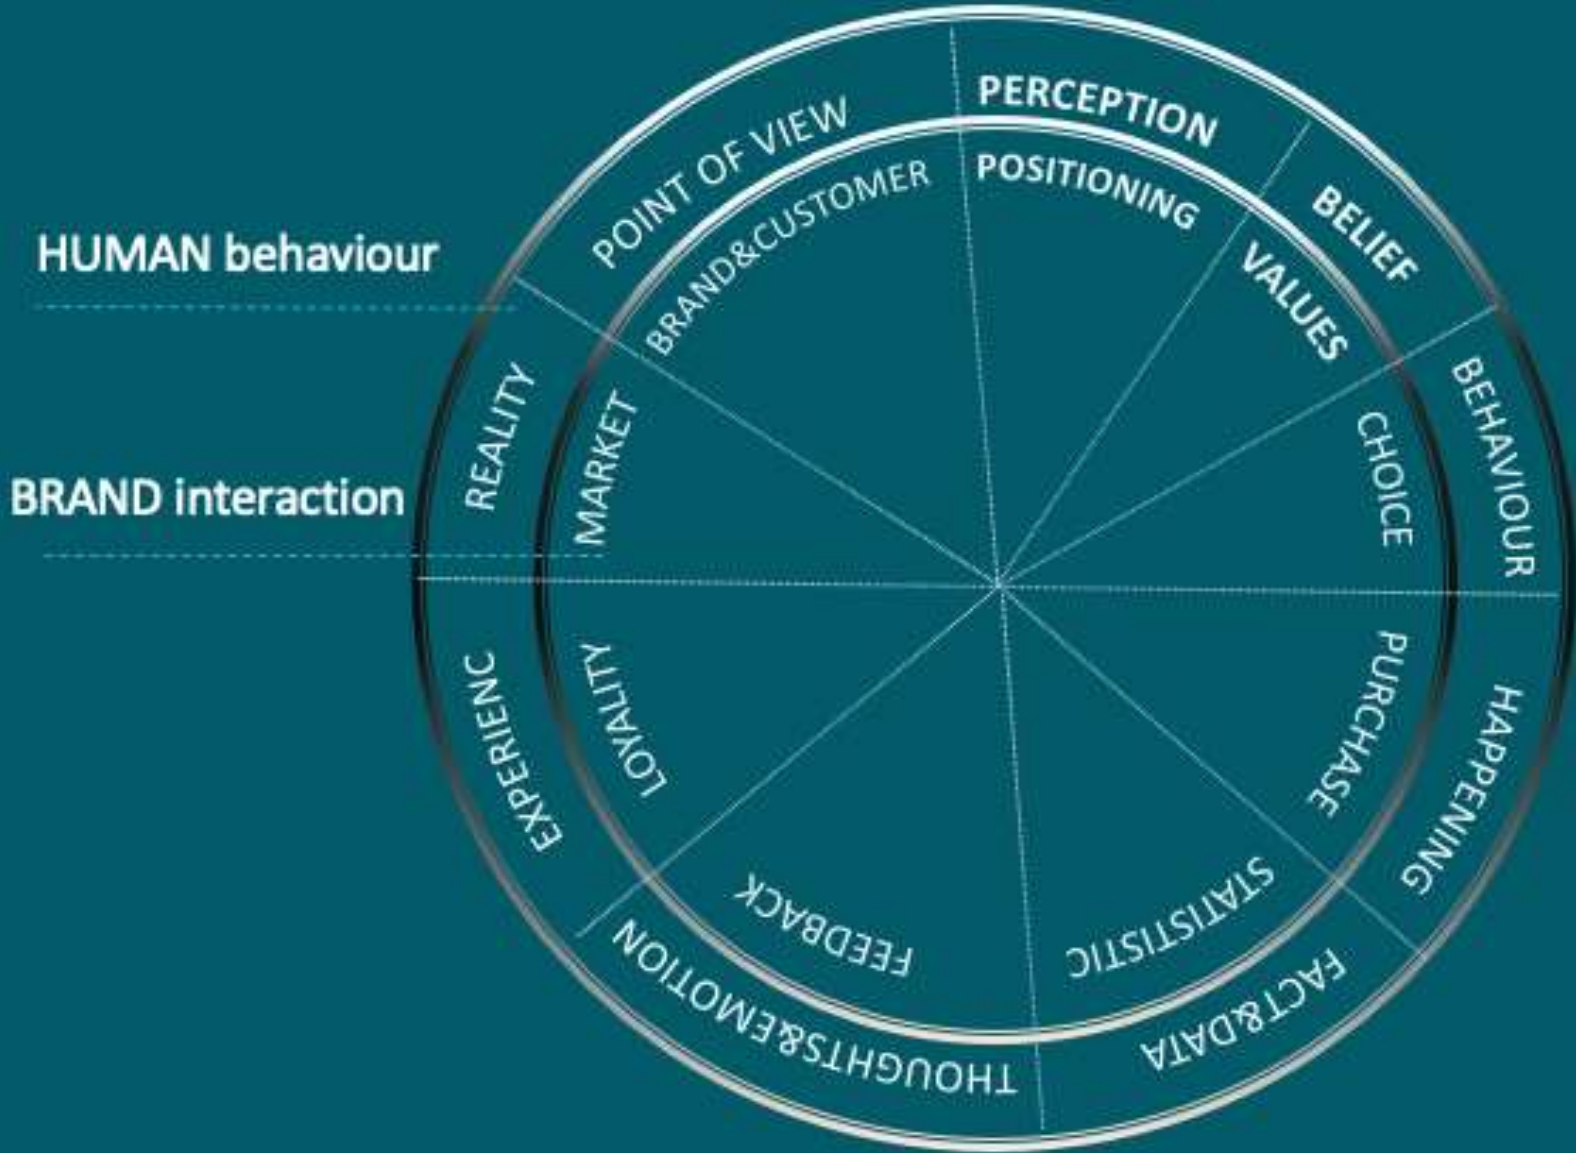 HUMAN behaviour
BRAND interaction
POINT OF VIEW
PERCEPTION
BELIEF
BEHAVIOUR
HAPPENING
FACT&DATA
THOUGHTS&EMOTION
EXPERIENC
REALITY
BRAND&CUSTOMER
POSITIONING
VALUES
CHOICE
PURCHASE
STATISTISTIC
FEEDBACK
LOYALITY
MARKET